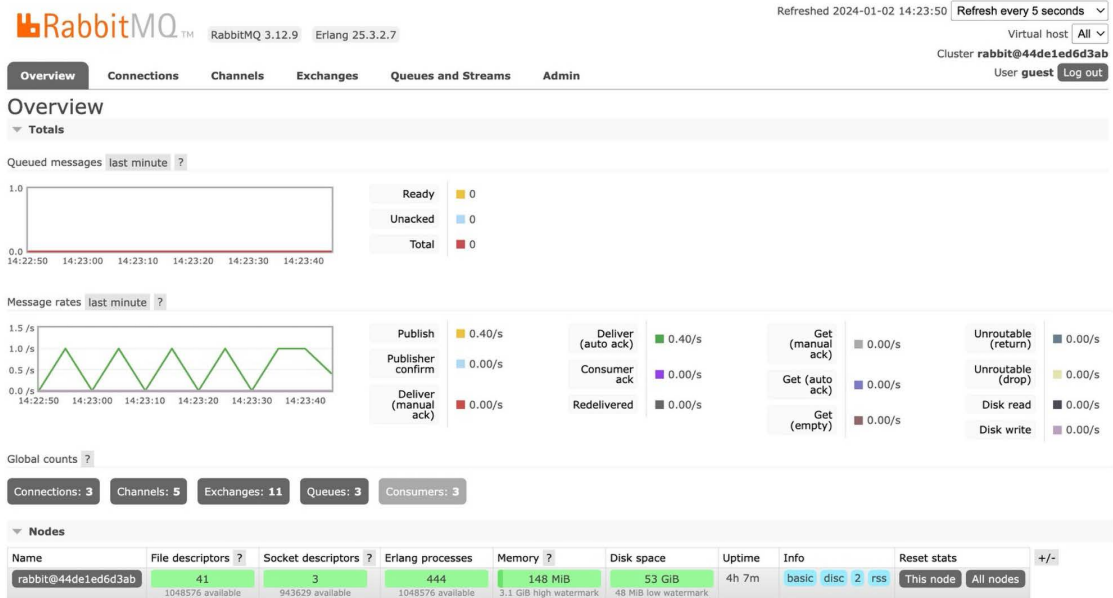 Refreshed 2024-01-02 14:23:50 Refresh every 5 seconds
RabbitMQ TM RabbitMQ 3.12.9 Erlang 25.3.2.7
Virtual host All
Cluster rabbit@44de1ed6d3ab
User guest Log out
Overview Connections Channels Exchanges Queues and Streams Admin
Overview
Totals
Queued messages last minute ?
1.0
0.0
14:22:50 14:23:00 14:23:10 14:23:20 14:23:30 14:23:40
Ready 0
Unacked 0
Total 0
Message rates last minute ?
1.5 /s
1.0 /s
0.5 /s
0.0 /s
14:22:50 14:23:00 14:23:10 14:23:20 14:23:30 14:23:40
Publish 0.40/s
Publisher
confirm 0.00/s
Deliver
(manual
ack) 0.00/s
Deliver
(auto ack) 0.40/s
Consumer
ack 0.00/s
Redelivered 0.00/s
Get
(manual
ack) 0.00/s
Get (auto
ack) 0.00/s
Get
(empty) 0.00/s
Unroutable
(return) 0.00/s
Unroutable
(drop) 0.00/s
Disk read 0.00/s
Disk write 0.00/s
Global counts ?
Connections: 3 Channels: 5 Exchanges: 11 Queues: 3 Consumers: 3
Nodes
Name File descriptors ? Socket descriptors ? Erlang processes Memory ? Disk space Uptime Info Reset stats +/-
rabbit@44de1ed6d3ab 41 3 444 148 MiB 53 GiB 4h 7m basic disc 2 rss This node All nodes
1048576 available 943629 available 1048576 available 3.1 GiB high watermark 48 MiB low watermark